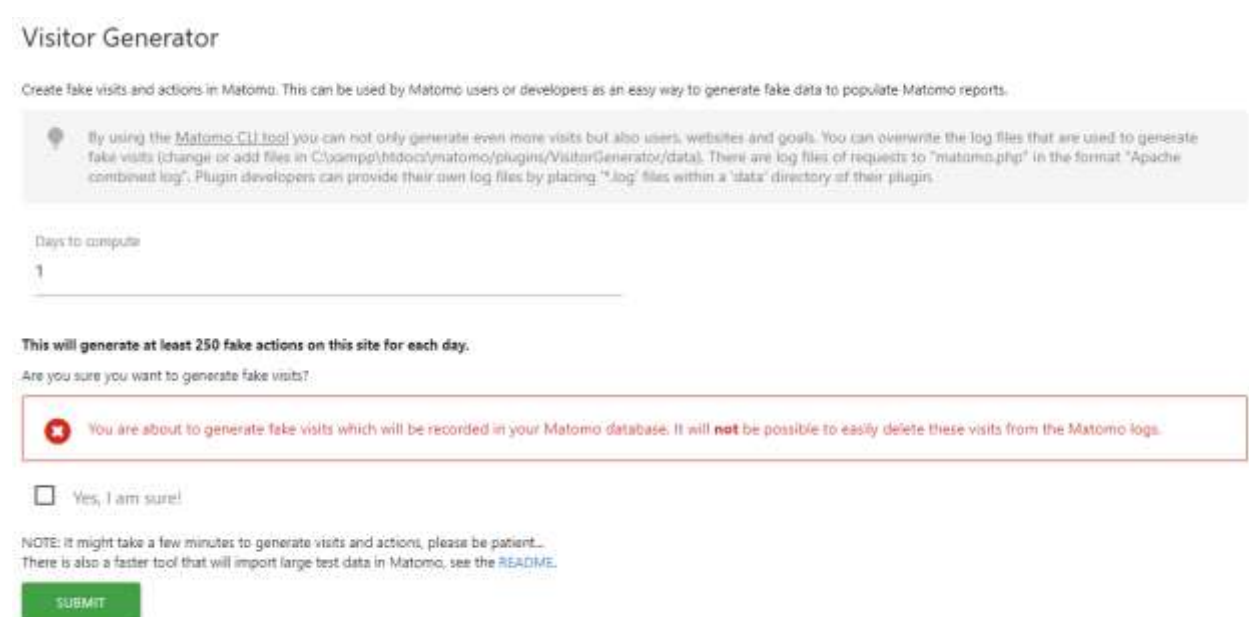 Visitor Generator
Create fake visits and actions in Matomo. This can be used by Matomo users or developers as an easy way to generate fake data to populate Matomo reports.
By using the Matomo CLI tool you can not only generate even more visits but also users, websites and goals. You can overwrite the log files that are used to generate
fake visits (change or add files in C:\xampp\htdocs\matomo/plugins/VisitorGenerator/data). There are log files of requests to "matomo.php" in the format "Apache
combined log". Plugin developers can provide their own log files by placing '*.log' files within a 'data' directory of their plugin.
Days to compute
1
This will generate at least 250 fake actions on this site for each day.
Are you sure you want to generate fake visits?
You are about to generate fake visits which will be recorded in your Matomo database. It will not be possible to easily delete these visits from the Matomo logs.
Yes, I am sure!
NOTE: It might take a few minutes to generate visits and actions, please be patient...
There is also a faster tool that will import large test data in Matomo, see the README.
SUBMIT